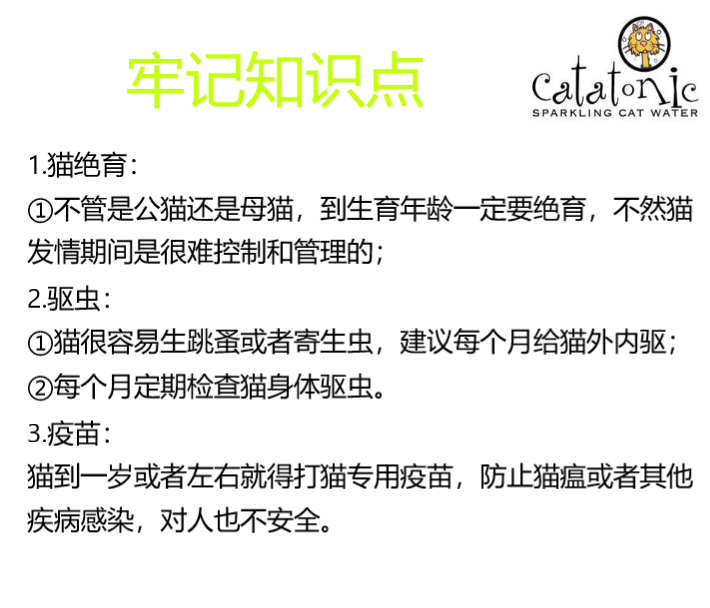 牢记知识点
catatonic
SPARKLING CAT WATER
1.猫绝育：
①不管是公猫还是母猫，到生育年龄一定要绝育，不然猫
发情期间是很难控制和管理的；
2.驱虫：
①猫很容易生跳蚤或者寄生虫，建议每个月给猫外内驱；
②每个月定期检查猫身体驱虫。
3.疫苗：
猫到一岁或者左右就得打猫专用疫苗，防止猫瘟或者其他
疾病感染，对人也不安全。